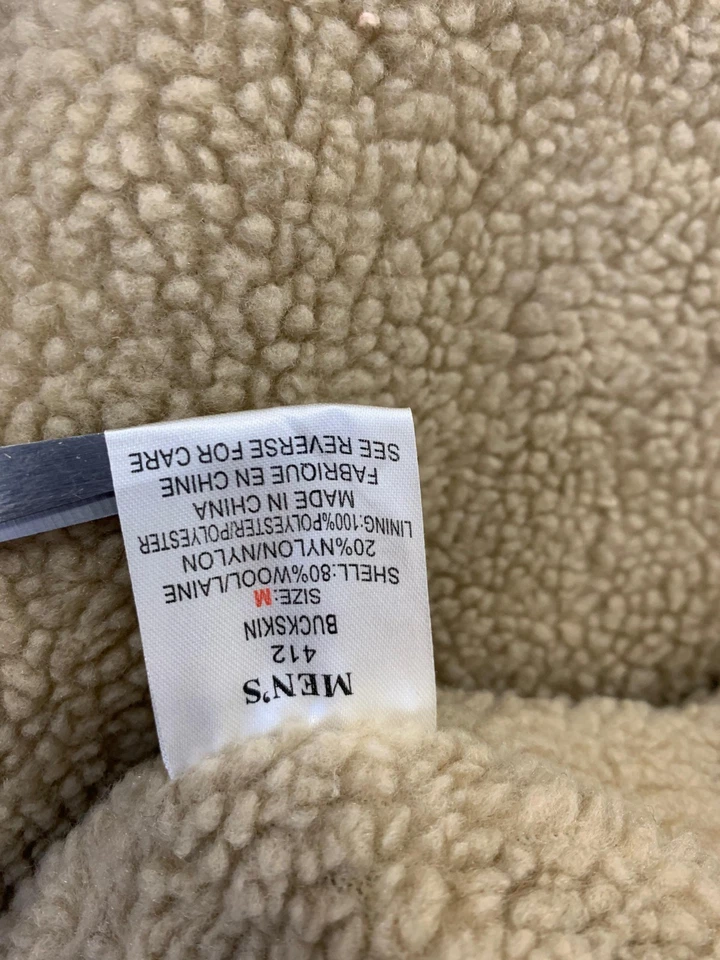 MEN'S
412
BUCKSKIN
SIZE:M
SHELL:80%WOOL/LAINE
20%NYLON/NYLON
LINING:100%POLYESTER/POLYESTER
MADE IN CHINA
FABRIQUE EN CHINE
SEE REVERSE FOR CARE